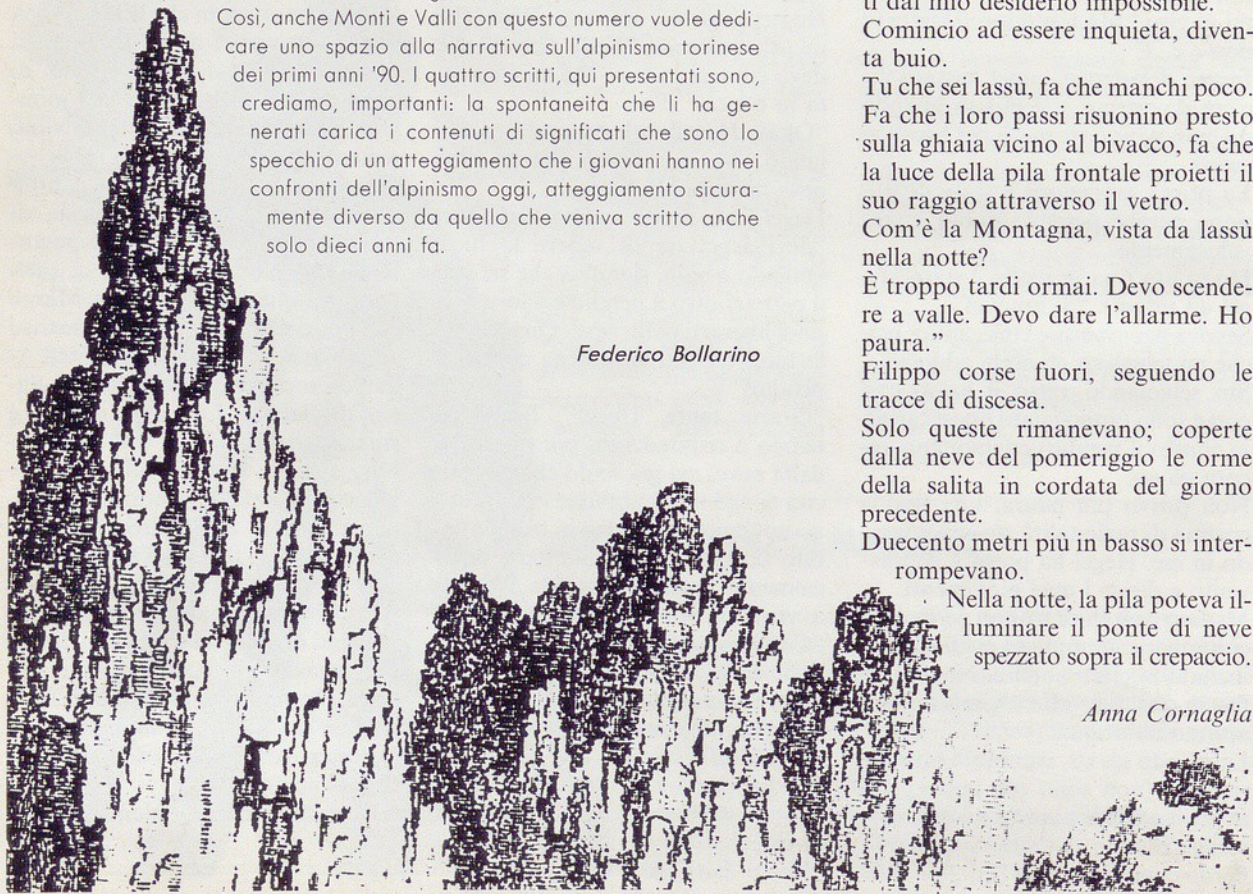 Così, anche Monti e Valli con questo numero vuole dedi-
care uno spazio alla narrativa sull'alpinismo torinese
dei primi anni '90. I quattro scritti, qui presentati sono,
crediamo, importanti: la spontaneità che li ha ge-
nerati carica i contenuti di significati che sono lo
specchio di un atteggiamento che i giovani hanno nei
confronti dell'alpinismo oggi, atteggiamento sicura-
mente diverso da quello che veniva scritto anche
solo dieci anni fa.
Federico Bollarino
ti dal mio desiderio impossibile.
Comincio ad essere inquieta, diven-
ta buio.
Tu che sei lassù, fa che manchi poco.
Fa che i loro passi risuonino presto
sulla ghiaia vicino al bivacco, fa che
la luce della pila frontale proietti il
suo raggio attraverso il vetro.
Com'è la Montagna, vista da lassù
nella notte?
È troppo tardi ormai. Devo scende-
re a valle. Devo dare l'allarme. Ho
paura.”
Filippo corse fuori, seguendo le
tracce di discesa.
Solo queste rimanevano; coperte
dalla neve del pomeriggio le orme
della salita in cordata del giorno
precedente.
Duecento metri più in basso si inter-
rompevano.
Nella notte, la pila poteva il-
luminare il ponte di neve
spezzato sopra il crepaccio.
Anna Cornaglia